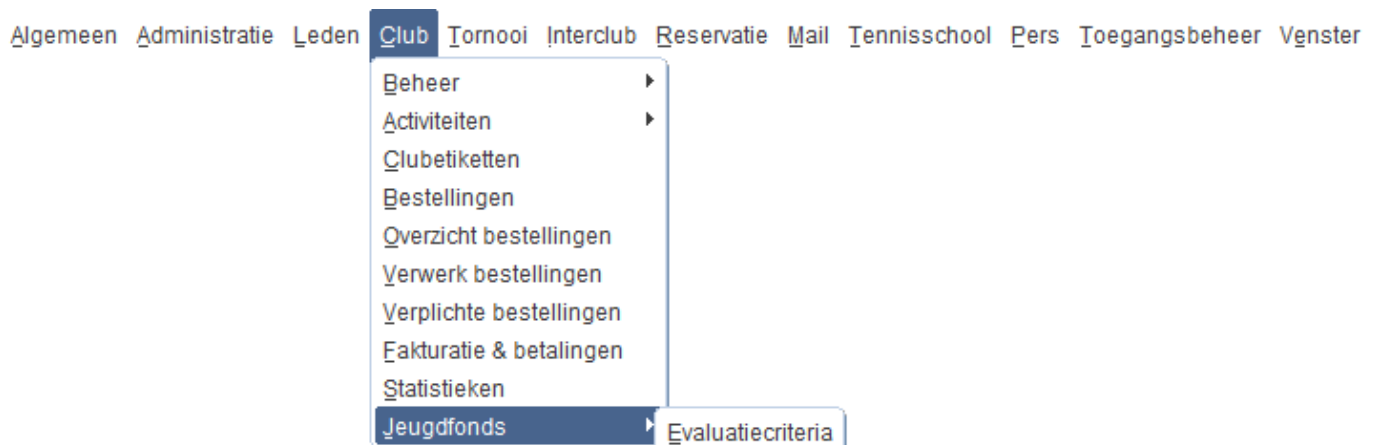 Algemeen Administratie Leden Club Tornooi Interclub Reservatie Mail Tennisschool Pers Toegangsbeheer Venster
Beheer
Activiteiten
Clubetiketten
Bestellingen
Overzicht bestellingen
Verwerk bestellingen
Verplichte bestellingen
Fakturatie & betalingen
Statistieken
Jeugdfonds
Evaluatiecriteria